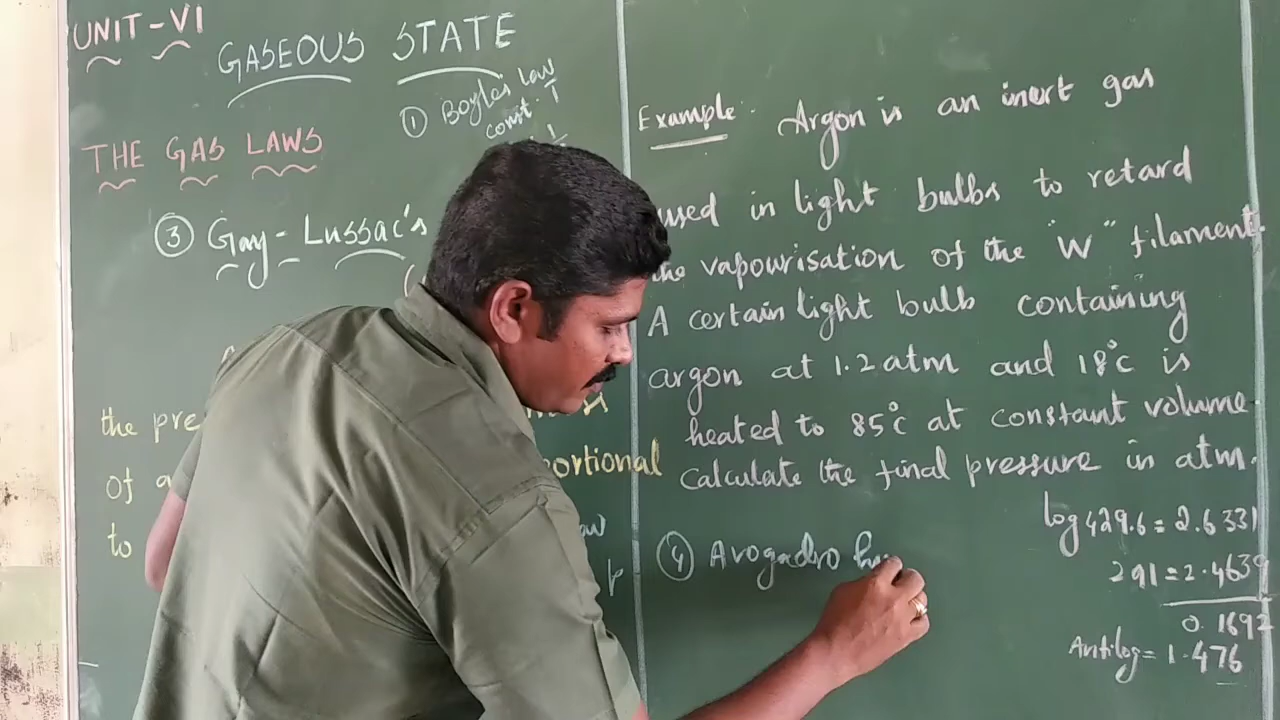 UNIT-VI
GASEOUS STATE
① Boyles law
const. T
THE GAS LAWS
③ Gay-Lussac's
the pre
of a
to
ortional
aw
P
Example: Argon is an inert gas
used in light bulbs to retard
the vapourisation of the "W" filament.
A certain light bulb containing
argon at 1.2 atm and 18°c is
heated to 85°c at constant volume
Calculate the final pressure in atm.
log 429.6 = 2.6331
291 = 2.4639
0.1692
Antilog = 1.476
④ Avogadro hy